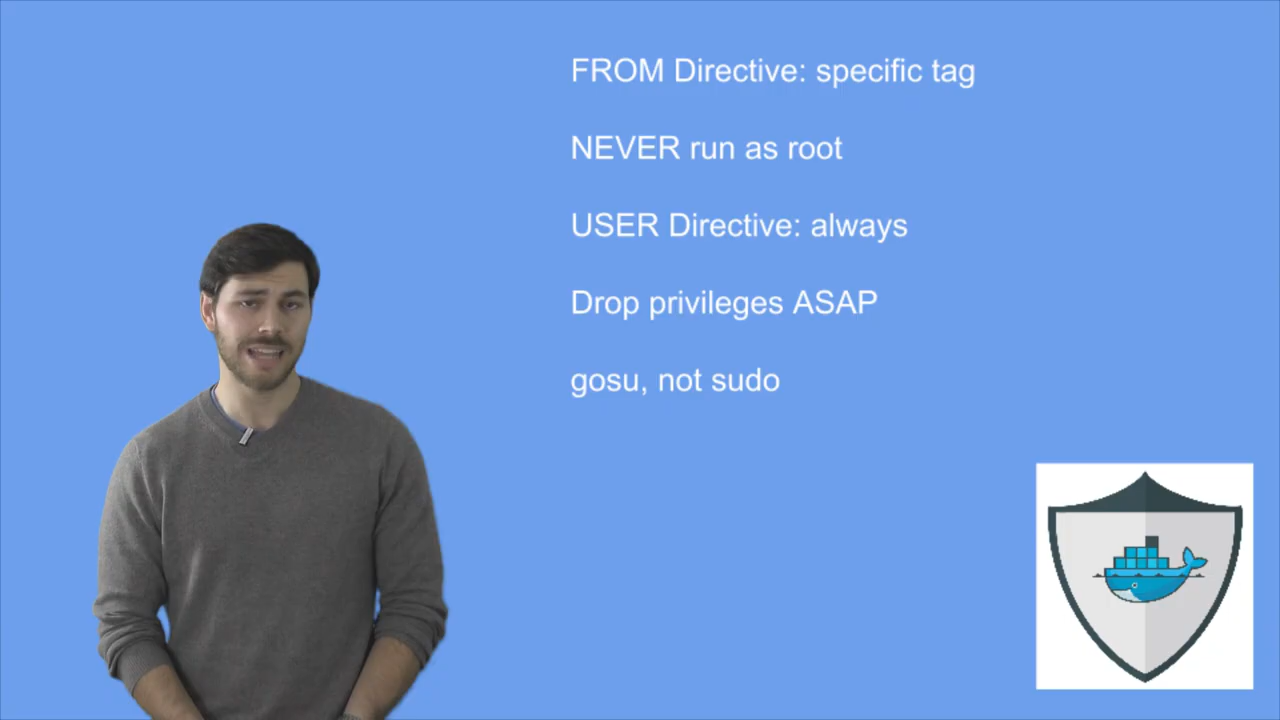 FROM Directive: specific tag
NEVER run as root
USER Directive: always
Drop privileges ASAP
gosu, not sudo